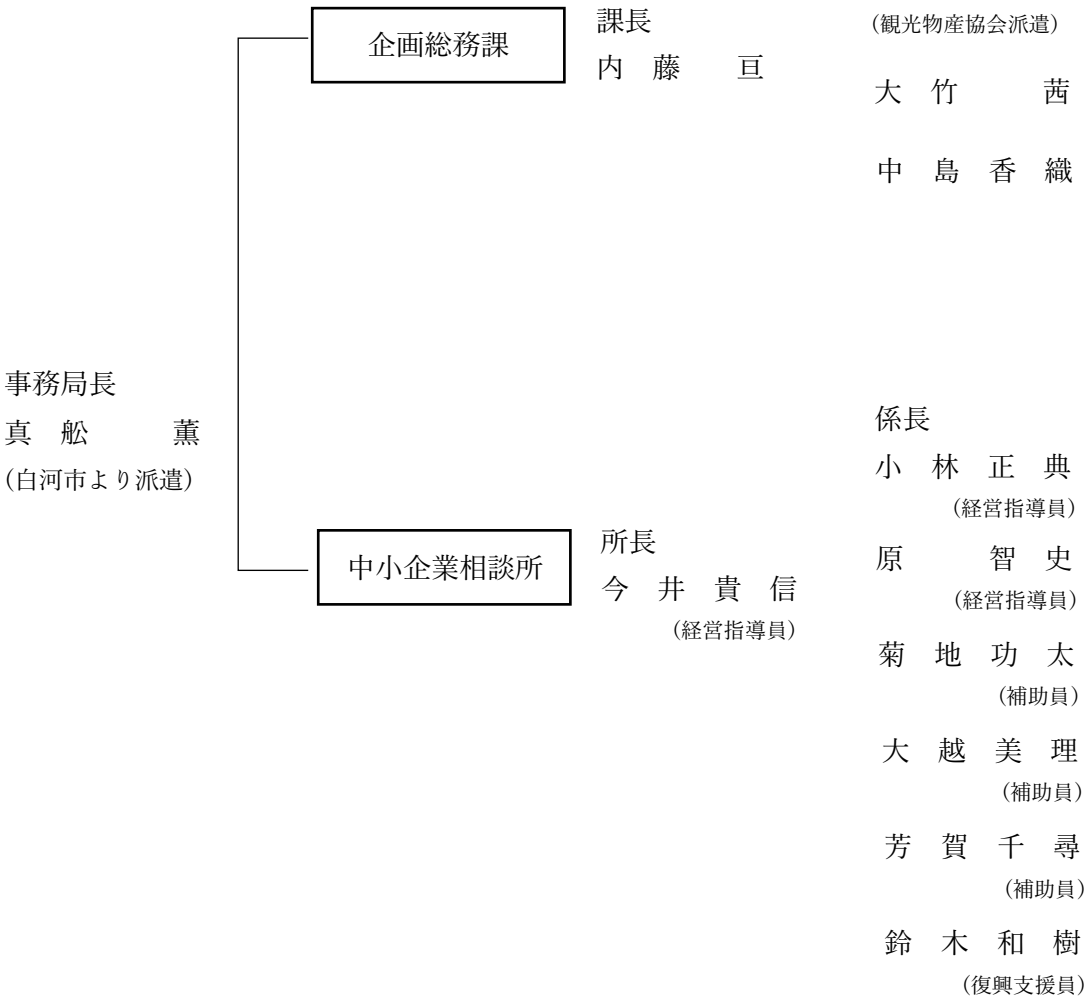 企画総務課
課長
内 藤 亘
(観光物産協会派遣)
大 竹 茜
中 島 香 織
事務局長
真 舩 薫
(白河市より派遣)
中小企業相談所
所長
今 井 貴 信
(経営指導員)
係長
小 林 正 典
(経営指導員)
原 智 史
(経営指導員)
菊 地 功 太
(補助員)
大 越 美 理
(補助員)
芳 賀 千 尋
(補助員)
鈴 木 和 樹
(復興支援員)